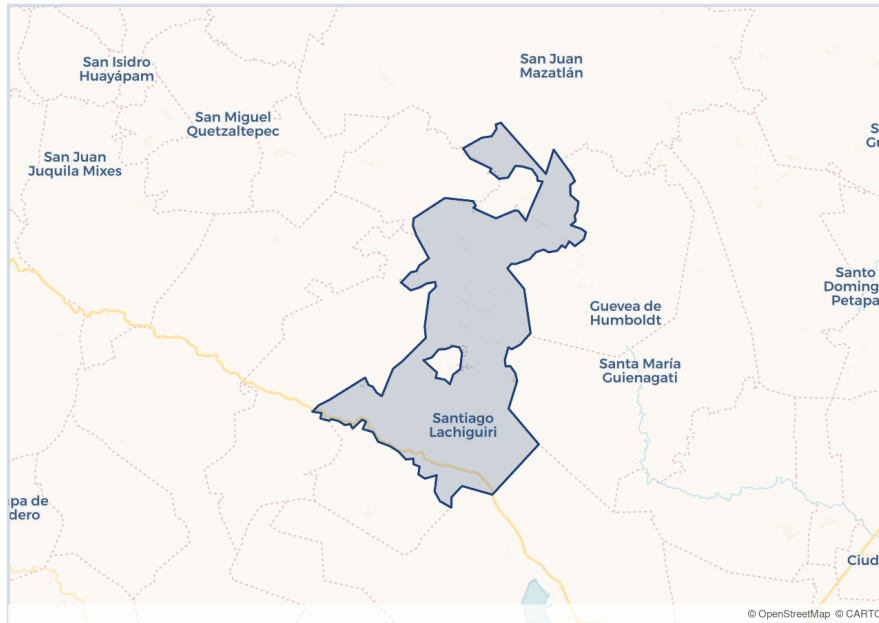 San Isidro
Huayápam
San Juan
Mazatlán
San Miguel
Quetzaltepec
San Juan
Juquila Mixes
Santo
Doming
Petapa
Guevea de
Humboldt
Santa María
Guienagati
Santiago
Lachiguiri
apa de
dero
Ciud
© OpenStreetMap © CARTO